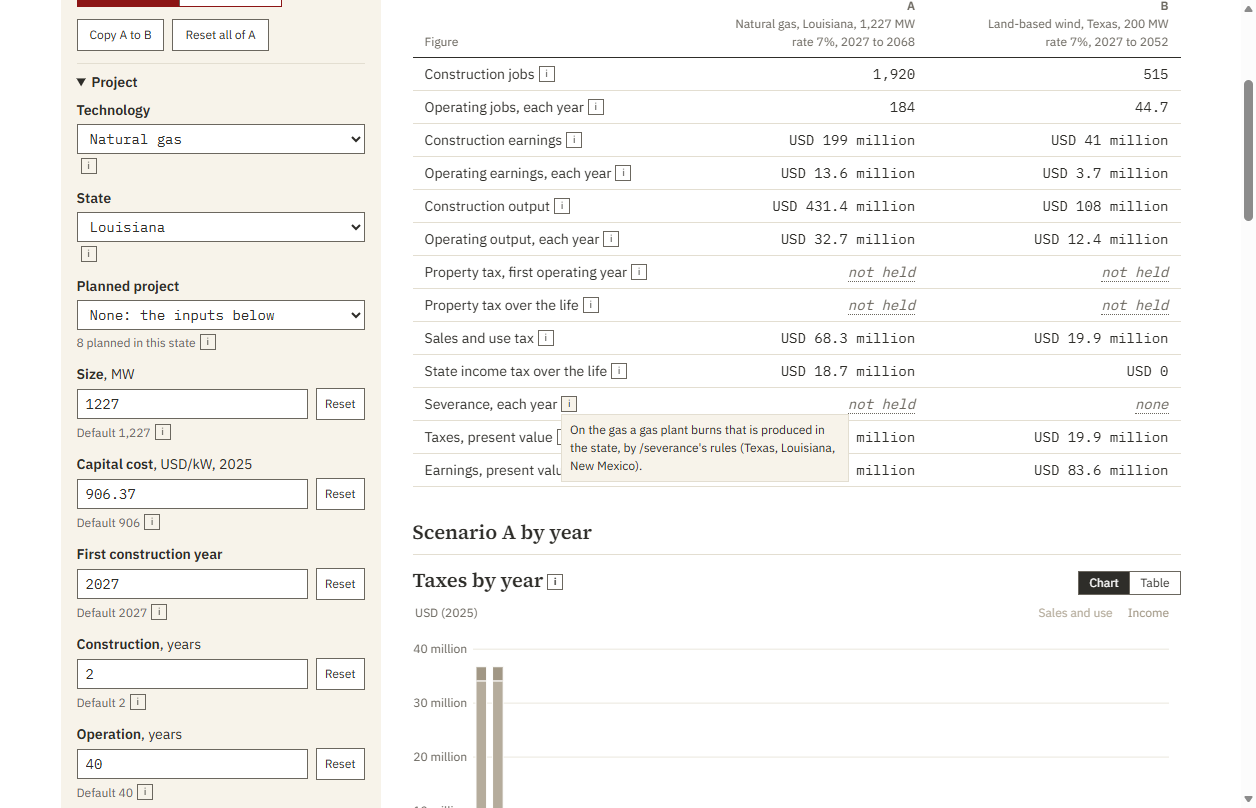 Copy A to B
Reset all of A
Project
Technology
Natural gas
i
State
Louisiana
i
Planned project
None: the inputs below
8 planned in this state i
Size, MW
1227
Reset
Default 1,227 i
Capital cost, USD/kW, 2025
906.37
Reset
Default 906 i
First construction year
2027
Reset
Default 2027 i
Construction, years
2
Reset
Default 2 i
Operation, years
40
Reset
Default 40 i
A B
Natural gas, Louisiana, 1,227 MW Land-based wind, Texas, 200 MW
Figure rate 7%, 2027 to 2068 rate 7%, 2027 to 2052
Construction jobs i 1,920 515
Operating jobs, each year i 184 44.7
Construction earnings i USD 199 million USD 41 million
Operating earnings, each year i USD 13.6 million USD 3.7 million
Construction output i USD 431.4 million USD 108 million
Operating output, each year i USD 32.7 million USD 12.4 million
Property tax, first operating year i not held not held
Property tax over the life i not held not held
Sales and use tax i USD 68.3 million USD 19.9 million
State income tax over the life i USD 18.7 million USD 0
Severance, each year i not held none
On the gas a gas plant burns that is produced in
the state, by /severance's rules (Texas, Louisiana,
New Mexico).
Taxes, present value million USD 19.9 million
Earnings, present million USD 83.6 million
Scenario A by year
Taxes by year i
Chart Table
USD (2025) Sales and use Income
40 million
30 million
20 million